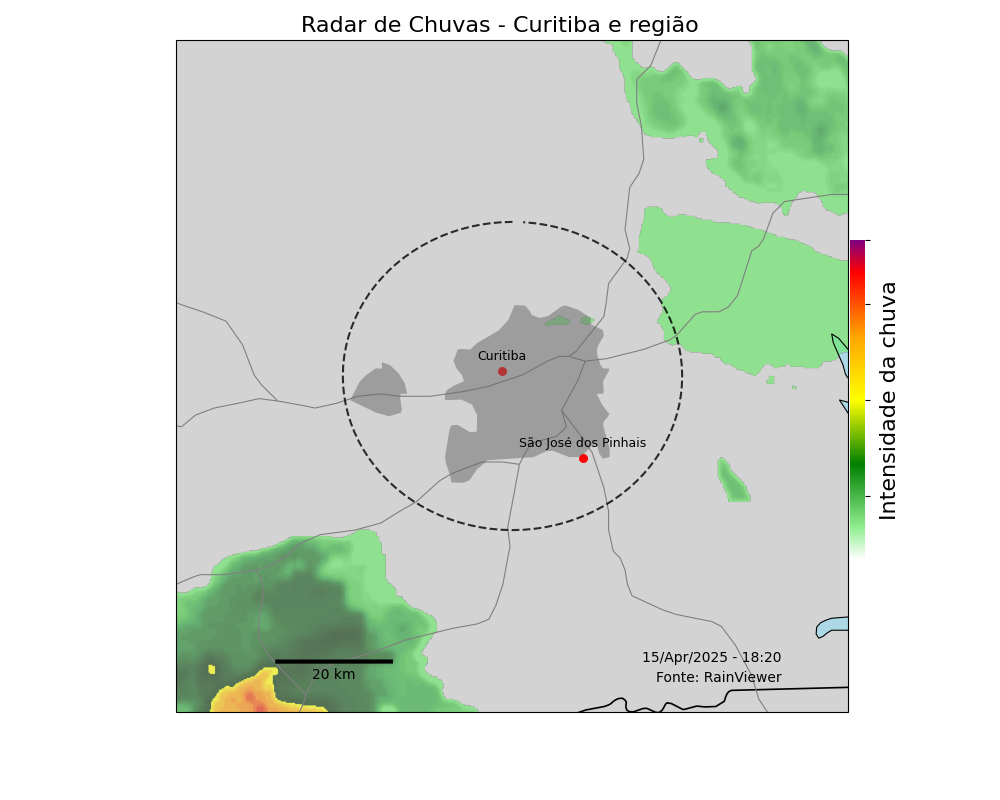 Radar de Chuvas - Curitiba e região
Curitiba
São José dos Pinhais
Intensidade da chuva
15/Apr/2025 - 18:20
Fonte: RainViewer
20 km